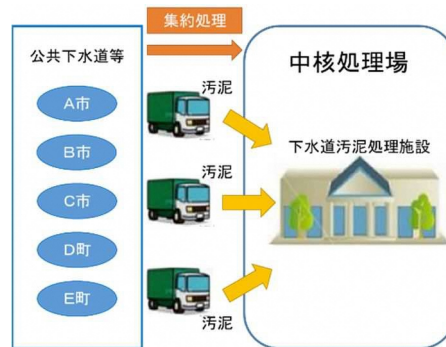 集約処理
公共下水道等
A市
B市
C市
D町
E町
汚泥
汚泥
汚泥
中核処理場
下水道汚泥処理施設